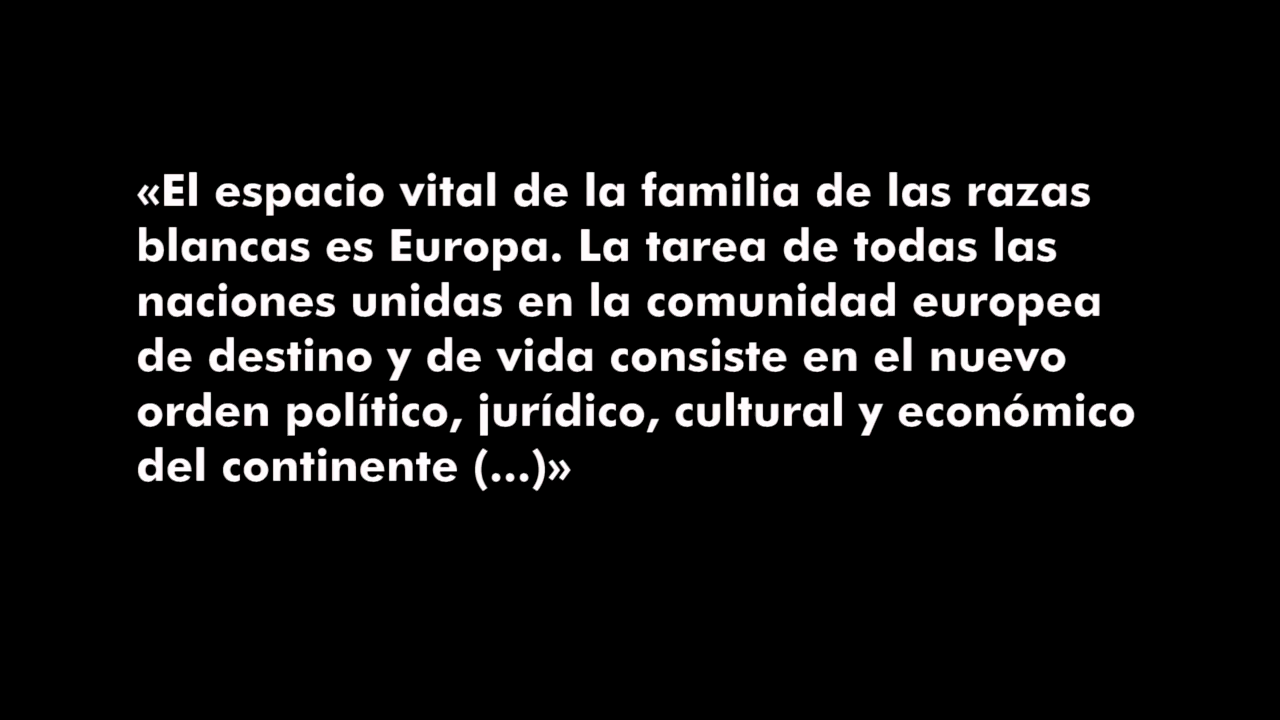 «El espacio vital de la familia de las razas
blancas es Europa. La tarea de todas las
naciones unidas en la comunidad europea
de destino y de vida consiste en el nuevo
orden político, jurídico, cultural y económico
del continente (...)»